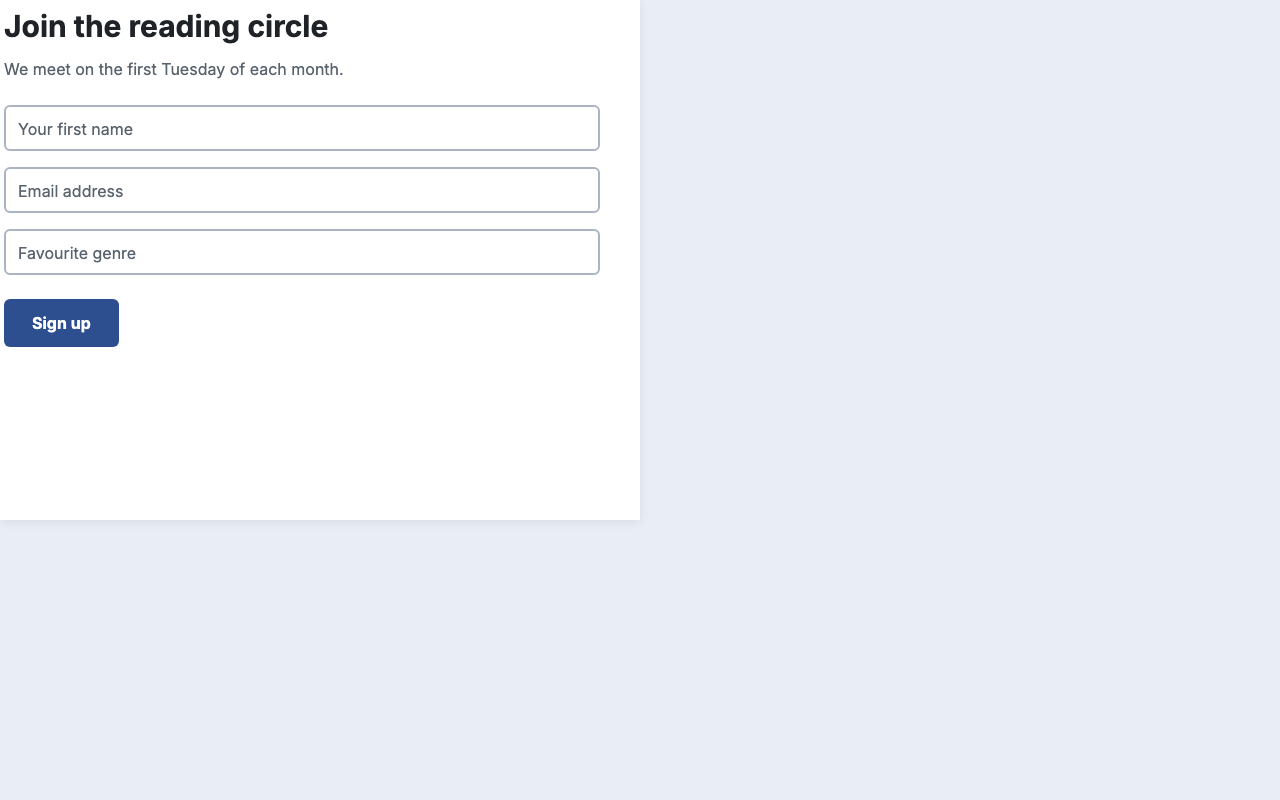 Join the reading circle
We meet on the first Tuesday of each month.
Your first name
Email address
Favourite genre
Sign up